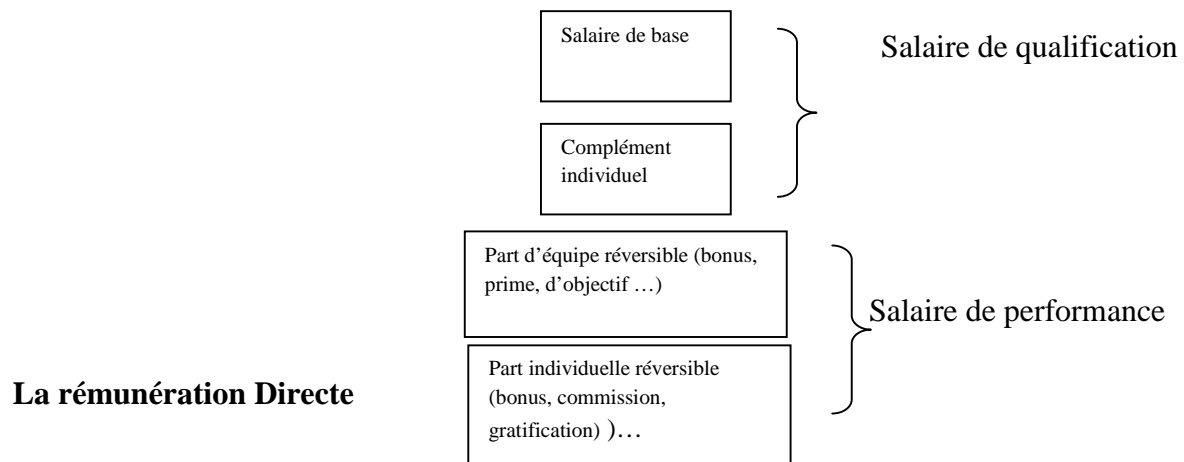 Salaire de base
Salaire de qualification
Complément
individuel
Part d’équipe réversible (bonus,
prime, d’objectif …)
Salaire de performance
Part individuelle réversible
(bonus, commission,
gratification) )…
La rémunération Directe